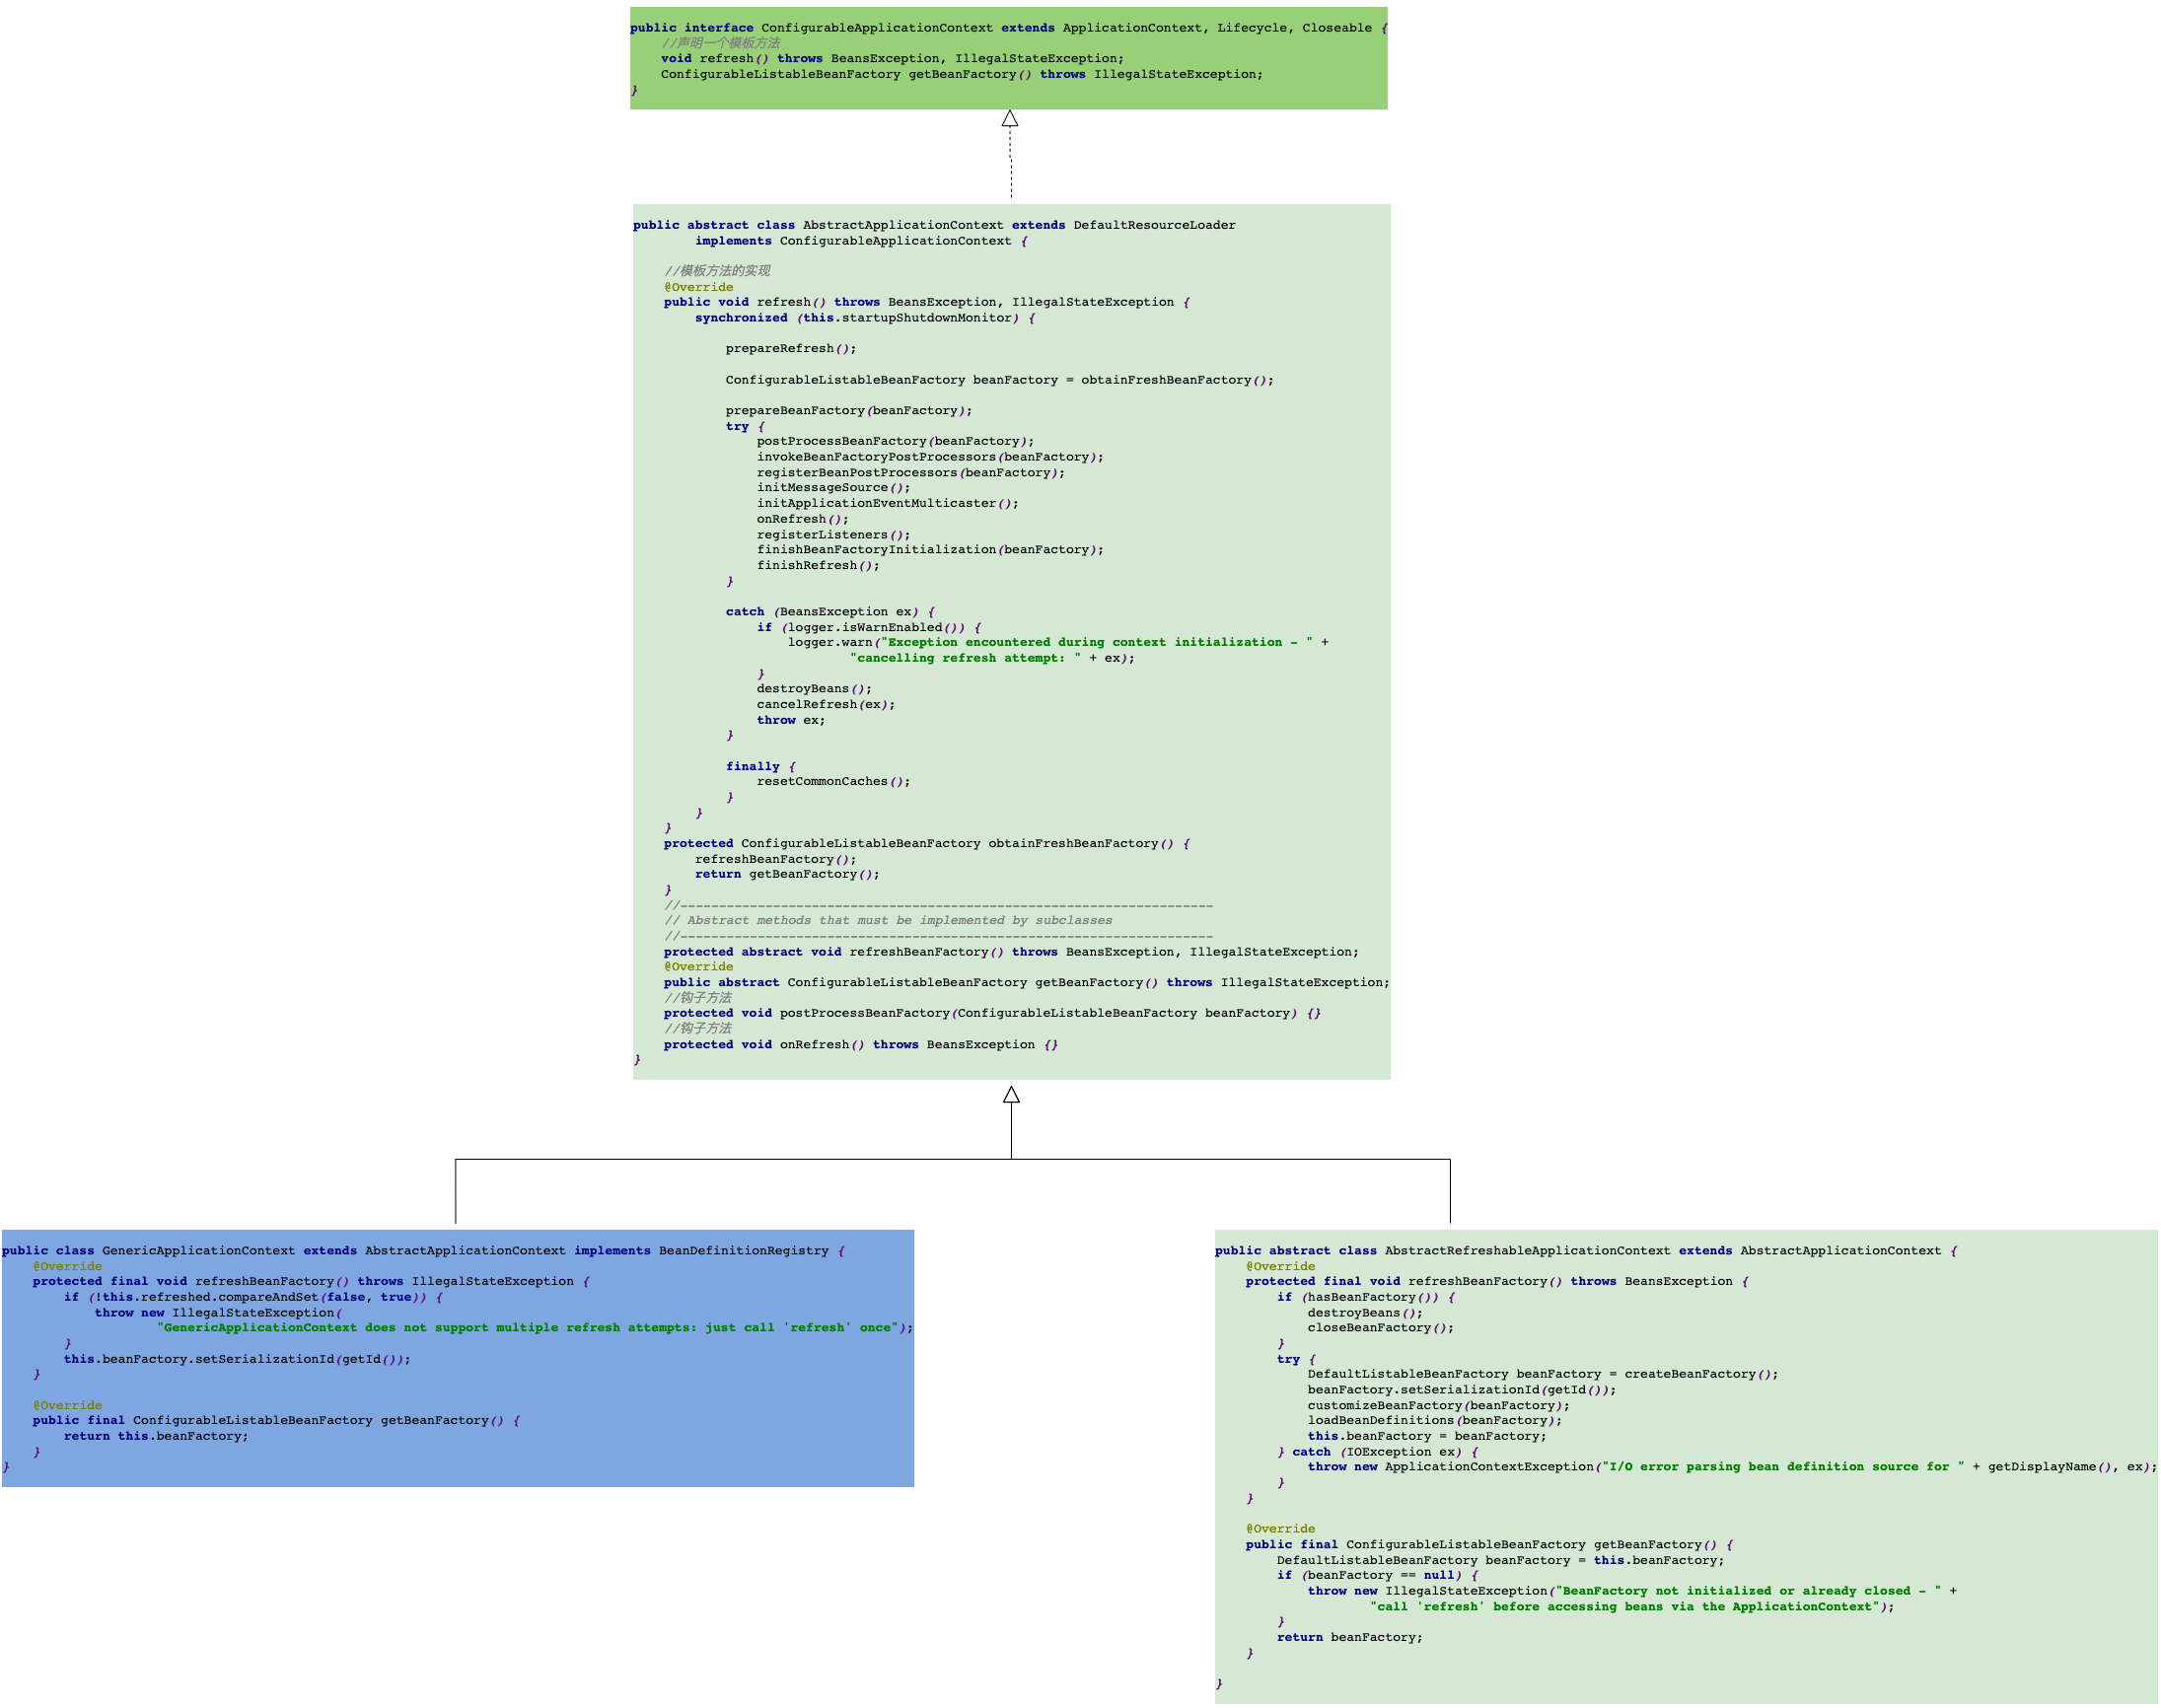 public interface ConfigurableApplicationContext extends ApplicationContext, Lifecycle, Closeable {
    //声明一个模板方法
    void refresh() throws BeansException, IllegalStateException;
    ConfigurableListableBeanFactory getBeanFactory() throws IllegalStateException;
}
public abstract class AbstractApplicationContext extends DefaultResourceLoader
        implements ConfigurableApplicationContext {
    //模板方法的实现
    @Override
    public void refresh() throws BeansException, IllegalStateException {
        synchronized (this.startupShutdownMonitor) {
            prepareRefresh();
            ConfigurableListableBeanFactory beanFactory = obtainFreshBeanFactory();
            prepareBeanFactory(beanFactory);
            try {
                postProcessBeanFactory(beanFactory);
                invokeBeanFactoryPostProcessors(beanFactory);
                registerBeanPostProcessors(beanFactory);
                initMessageSource();
                initApplicationEventMulticaster();
                onRefresh();
                registerListeners();
                finishBeanFactoryInitialization(beanFactory);
                finishRefresh();
            }
            catch (BeansException ex) {
                if (logger.isWarnEnabled()) {
                    logger.warn("Exception encountered during context initialization - " +
                            "cancelling refresh attempt: " + ex);
                }
                destroyBeans();
                cancelRefresh(ex);
                throw ex;
            }
            finally {
                resetCommonCaches();
            }
        }
    }
    protected ConfigurableListableBeanFactory obtainFreshBeanFactory() {
        refreshBeanFactory();
        return getBeanFactory();
    }
    //---------------------------------------------------------------------
    // Abstract methods that must be implemented by subclasses
    //---------------------------------------------------------------------
    protected abstract void refreshBeanFactory() throws BeansException, IllegalStateException;
    @Override
    public abstract ConfigurableListableBeanFactory getBeanFactory() throws IllegalStateException;
    //钩子方法
    protected void postProcessBeanFactory(ConfigurableListableBeanFactory beanFactory) {}
    //钩子方法
    protected void onRefresh() throws BeansException {}
}
public class GenericApplicationContext extends AbstractApplicationContext implements BeanDefinitionRegistry {
    @Override
    protected final void refreshBeanFactory() throws IllegalStateException {
        if (!this.refreshed.compareAndSet(false, true)) {
            throw new IllegalStateException(
                    "GenericApplicationContext does not support multiple refresh attempts: just call 'refresh' once");
        }
        this.beanFactory.setSerializationId(getId());
    }
    @Override
    public final ConfigurableListableBeanFactory getBeanFactory() {
        return this.beanFactory;
    }
}
public abstract class AbstractRefreshableApplicationContext extends AbstractApplicationContext {
    @Override
    protected final void refreshBeanFactory() throws BeansException {
        if (hasBeanFactory()) {
            destroyBeans();
            closeBeanFactory();
        }
        try {
            DefaultListableBeanFactory beanFactory = createBeanFactory();
            beanFactory.setSerializationId(getId());
            customizeBeanFactory(beanFactory);
            loadBeanDefinitions(beanFactory);
            this.beanFactory = beanFactory;
        } catch (IOException ex) {
            throw new ApplicationContextException("I/O error parsing bean definition source for " + getDisplayName(), ex);
        }
    }
    @Override
    public final ConfigurableListableBeanFactory getBeanFactory() {
        DefaultListableBeanFactory beanFactory = this.beanFactory;
        if (beanFactory == null) {
            throw new IllegalStateException("BeanFactory not initialized or already closed - " +
                    "call 'refresh' before accessing beans via the ApplicationContext");
        }
        return beanFactory;
    }
}